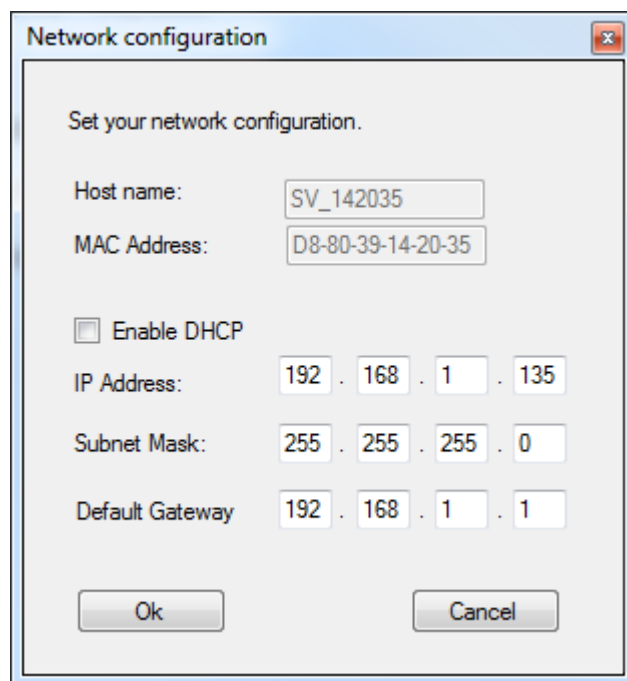 Network configuration
Set your network configuration.
Host name: SV_142035
MAC Address: D8-80-39-14-20-35
Enable DHCP
IP Address: 192 . 168 . 1 . 135
Subnet Mask: 255 . 255 . 255 . 0
Default Gateway 192 . 168 . 1 . 1
Ok Cancel